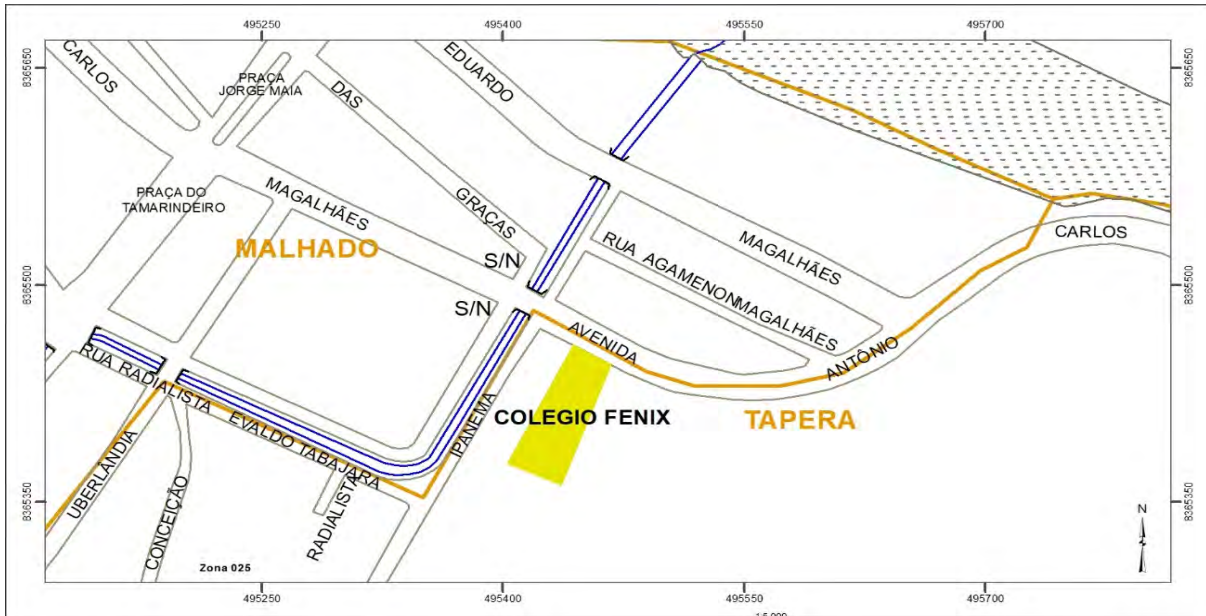 495250 495400 495550 495700
8365650
8365650
CARLOS
PRAÇA
JORGE MAIA
DAS
EDUARDO
PRAÇA DO
TAMARINDEIRO
MAGALHÃES
GRAÇAS
MALHADO
S/N
RUA AGAMENON MAGALHÃES
MAGALHÃES
CARLOS
8365500
8365500
S/N
AVENIDA
ANTÔNIO
RUA RADIALISTA EVALDO TABAJARA
IPANEMA
COLEGIO FENIX
TAPERA
UBERLANDIA
CONCEIÇÃO
RADIALISTA
8365350
8365350
Zona 025
N
495250 495400 495550 495700